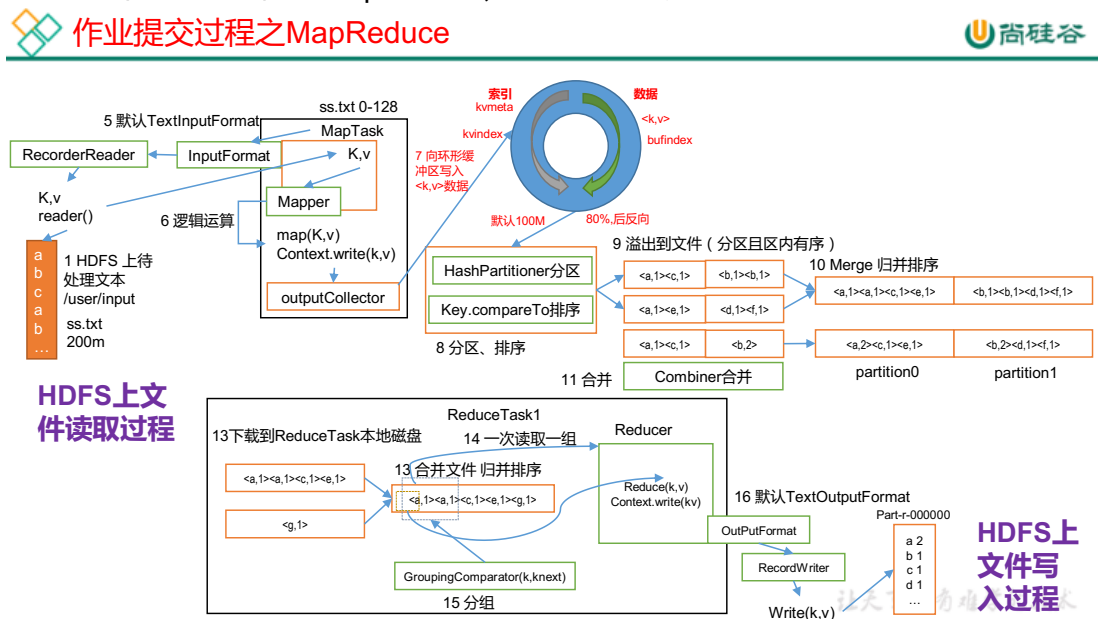 作业提交过程之MapReduce
尚硅谷
ss.txt 0-128
5 默认TextInputFormat
MapTask
RecorderReader
InputFormat
K,v
K,v
reader()
Mapper
6 逻辑运算
map(K,v)
Context.write(k,v)
outputCollector
a
b
c
a
b
…
1 HDFS 上待
处理文本
/user/input
ss.txt
200m
HDFS上文
件读取过程
索引
kvmeta
kvindex
数据
<k,v>
bufindex
7 向环形缓
冲区写入
<k,v>数据
默认100M
80%,后反向
HashPartitioner分区
Key.compareTo排序
8 分区、排序
9 溢出到文件（分区且区内有序）
<a,1><c,1>
<b,1><b,1>
<a,1><e,1>
<d,1><f,1>
<a,1><c,1>
<b,2>
10 Merge 归并排序
<a,1><a,1><c,1><e,1>
<b,1><b,1><d,1><f,1>
<a,2><c,1><e,1>
<b,2><d,1><f,1>
partition0
partition1
11 合并
Combiner合并
ReduceTask1
13下载到ReduceTask本地磁盘
14 一次读取一组
Reducer
<a,1><a,1><c,1><e,1>
<g,1>
13 合并文件 归并排序
<a,1><a,1><c,1><e,1><g,1>
Reduce(k,v)
Context.write(kv)
GroupingComparator(k,knext)
15 分组
16 默认TextOutputFormat
OutPutFormat
RecordWriter
Write(k,v)
Part-r-000000
a 2
b 1
c 1
d 1
…
HDFS上
文件写
入过程